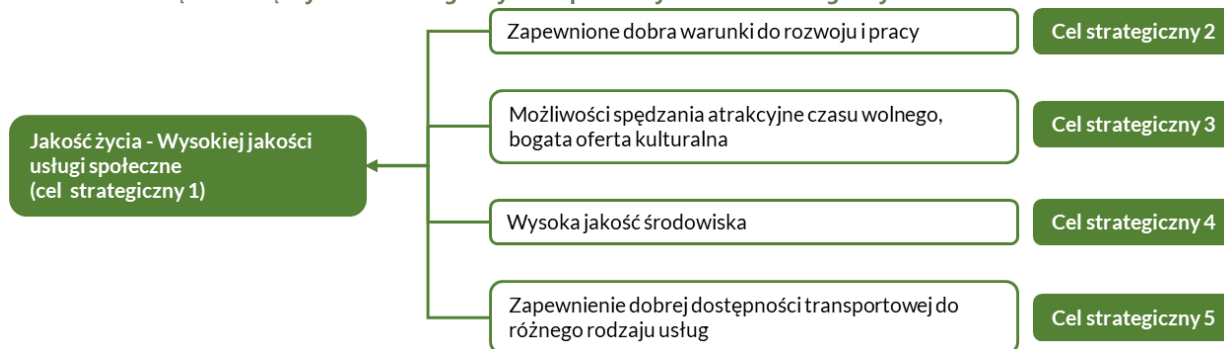 Zapewnione dobra warunki do rozwoju i pracy
Cel strategiczny 2
Możliwości spędzania atrakcyjne czasu wolnego,
bogata oferta kulturalna
Cel strategiczny 3
Jakość życia - Wysokiej jakości
usługi społeczne
(cel strategiczny 1)
Wysoka jakość środowiska
Cel strategiczny 4
Zapewnienie dobrej dostępności transportowej do
różnego rodzaju usług
Cel strategiczny 5